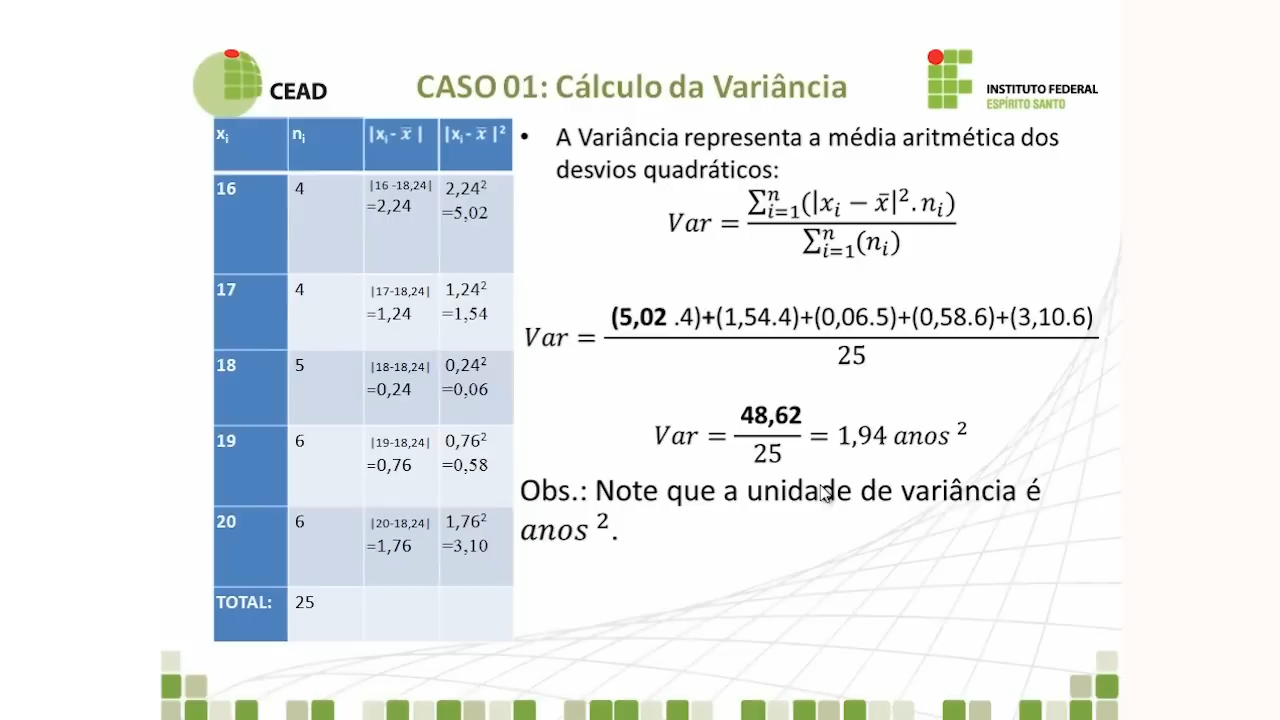 CEAD
CASO 01: Cálculo da Variância
INSTITUTO FEDERAL
ESPÍRITO SANTO
xᵢ nᵢ |xᵢ- x̅ | |xᵢ- x̅ |²
16 4 |16 -18,24| =2,24 2,24² =5,02
17 4 |17-18,24| =1,24 1,24² =1,54
18 5 |18-18,24| =0,24 0,24² =0,06
19 6 |19-18,24| =0,76 0,76² =0,58
20 6 |20-18,24| =1,76 1,76² =3,10
TOTAL: 25
• A Variância representa a média aritmética dos
desvios quadráticos:
Var = ∑ⁿᵢ₌₁(|xᵢ − x̅|².nᵢ) / ∑ⁿᵢ₌₁(nᵢ)
Var = (5,02 .4)+(1,54.4)+(0,06.5)+(0,58.6)+(3,10.6) / 25
Var = 48,62 / 25 = 1,94 anos ²
Obs.: Note que a unidade de variância é
anos ².